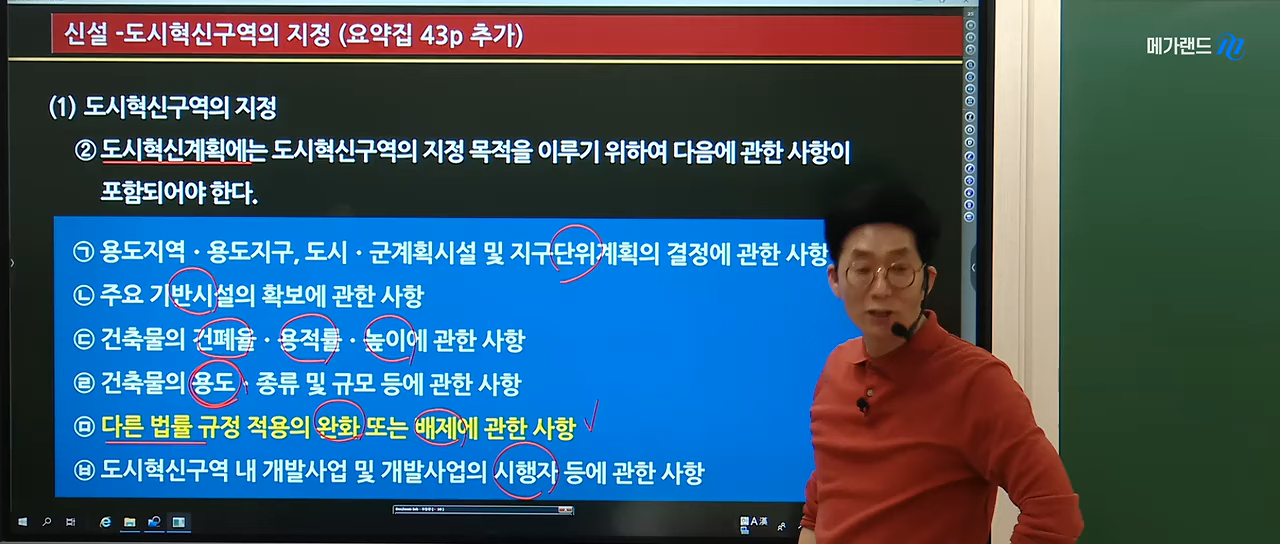 신설 -도시혁신구역의 지정 (요약집 43p 추가)
메가랜드
(1) 도시혁신구역의 지정
② 도시혁신계획에는 도시혁신구역의 지정 목적을 이루기 위하여 다음에 관한 사항이
포함되어야 한다.
㉠ 용도지역·용도지구, 도시·군계획시설 및 지구단위계획의 결정에 관한 사항
㉡ 주요 기반시설의 확보에 관한 사항
㉢ 건축물의 건폐율·용적률·높이에 관한 사항
㉣ 건축물의 용도·종류 및 규모 등에 관한 사항
㉤ 다른 법률 규정 적용의 완화 또는 배제에 관한 사항
㉥ 도시혁신구역 내 개발사업 및 개발사업의 시행자 등에 관한 사항
A 漢